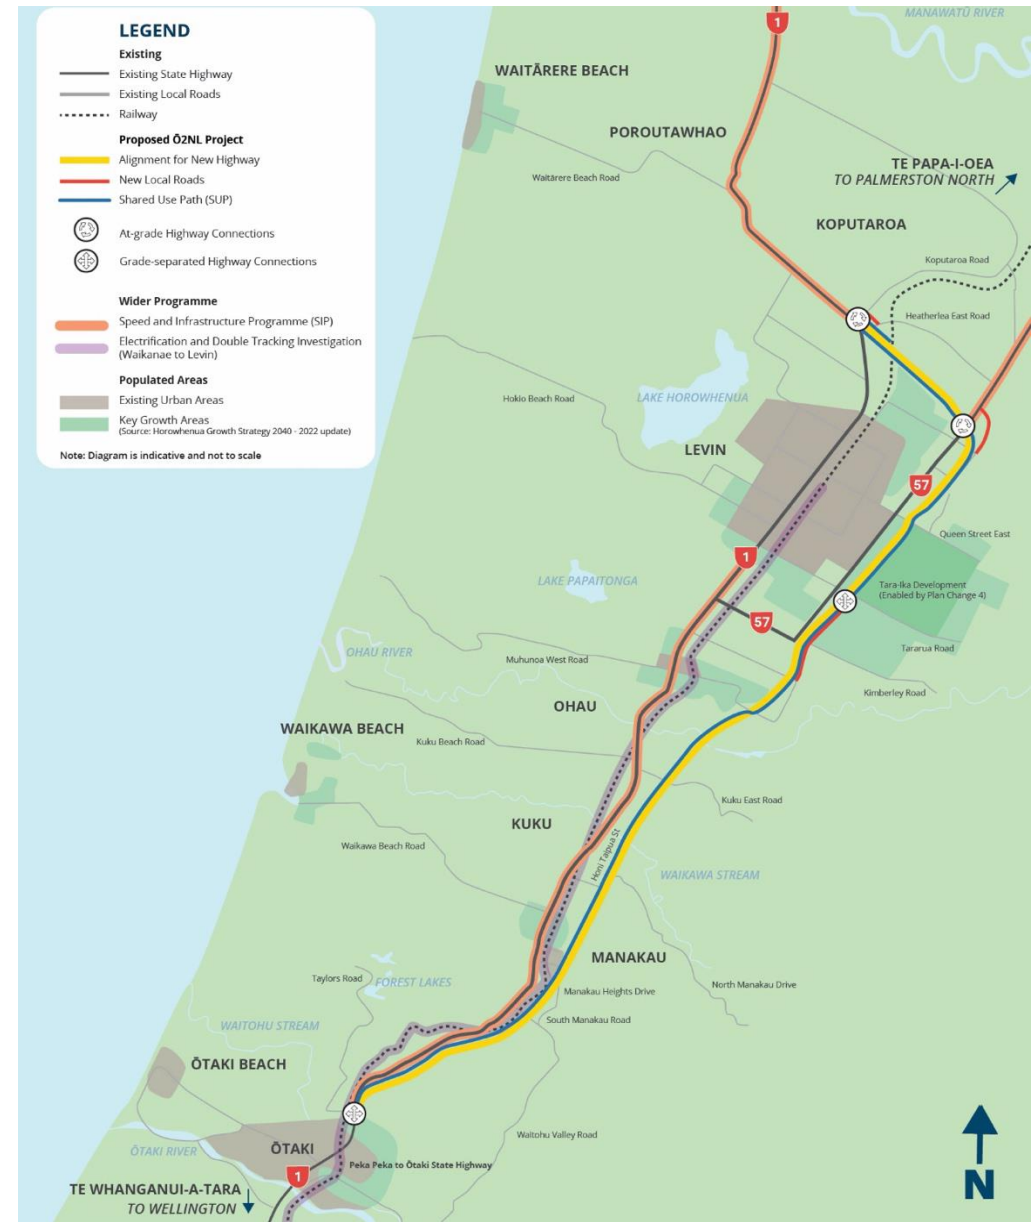 LEGEND
Existing
Existing State Highway
Existing Local Roads
Railway
Proposed Ō2NL Project
Alignment for New Highway
New Local Roads
Shared Use Path (SUP)
At-grade Highway Connections
Grade-separated Highway Connections
Wider Programme
Speed and Infrastructure Programme (SIP)
Electrification and Double Tracking Investigation
(Waikanae to Levin)
Populated Areas
Existing Urban Areas
Key Growth Areas
(Source: Horowhenua Growth Strategy 2040 - 2022 update)
Note: Diagram is indicative and not to scale
MANAWATŪ RIVER
1
WAITĀRERE BEACH
POROUTAWHAO
TE PAPA-I-OEA
TO PALMERSTON NORTH
Waitārere Beach Road
KOPUTAROA
Koputaroa Road
Heatherlea East Road
LAKE HOROWHENUA
Hokio Beach Road
LEVIN
57
Queen Street East
1
LAKE PAPAITONGA
Tara-Ika Development
(Enabled by Plan Change 4)
57
OHAU RIVER
Muhunoa West Road
Tararua Road
Kimberley Road
OHAU
WAIKAWA BEACH
Kuku Beach Road
Kuku East Road
KUKU
Honi Taipua St
Waikawa Beach Road
WAIKAWA STREAM
MANAKAU
Taylors Road
FOREST LAKES
Manakau Heights Drive
North Manakau Drive
South Manakau Road
WAITOHU STREAM
ŌTAKI BEACH
Waitohu Valley Road
ŌTAKI RIVER
ŌTAKI
Peka Peka to Ōtaki State Highway
1
TE WHANGANUI-A-TARA
TO WELLINGTON
N